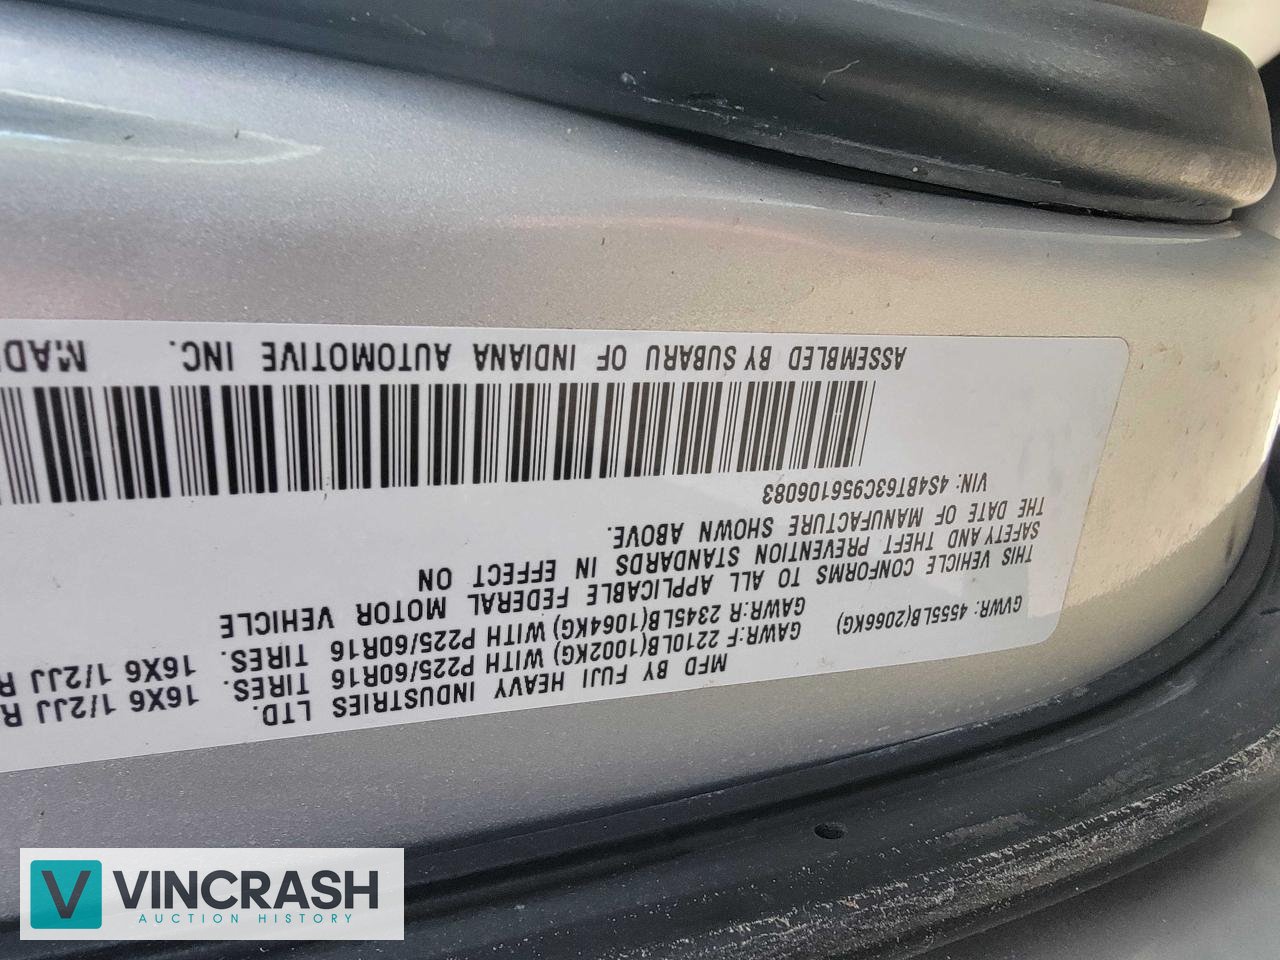 MFD BY FUJI HEAVY INDUSTRIES LTD.
GVWR: 4555LB(2066KG) GAWR:F 2210LB(1002KG) WITH P225/60R16 TIRES. 16X6 1/2JJ R
GAWR:R 2345LB(1064KG) WITH P225/60R16 TIRES. 16X6 1/2JJ R
THIS VEHICLE CONFORMS TO ALL APPLICABLE FEDERAL MOTOR VEHICLE
SAFETY AND THEFT PREVENTION STANDARDS IN EFFECT ON
THE DATE OF MANUFACTURE SHOWN ABOVE.
VIN: 4S4BT63C956106083
ASSEMBLED BY SUBARU OF INDIANA AUTOMOTIVE INC. MAD
V VINCRASH
AUCTION HISTORY